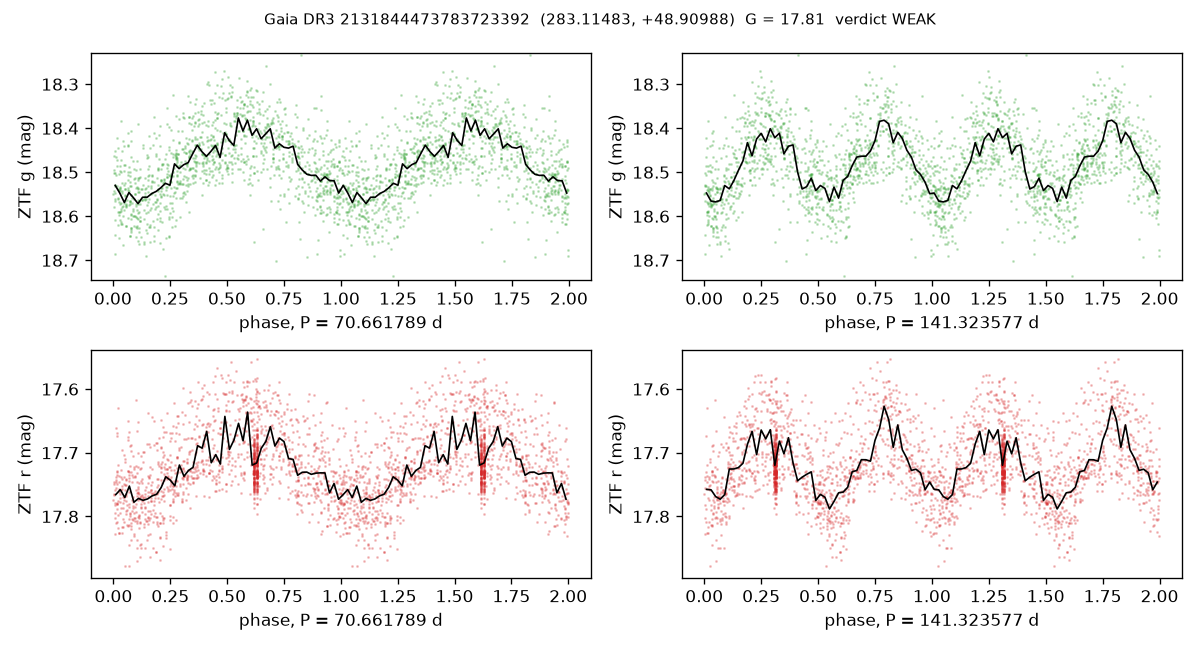 Gaia DR3 2131844473783723392 (283.11483, +48.90988) G = 17.81 verdict WEAK
ZTF g (mag)
18.3
18.4
18.5
18.6
18.7
0.00 0.25 0.50 0.75 1.00 1.25 1.50 1.75 2.00
phase, P = 70.661789 d
ZTF g (mag)
18.3
18.4
18.5
18.6
18.7
0.00 0.25 0.50 0.75 1.00 1.25 1.50 1.75 2.00
phase, P = 141.323577 d
ZTF r (mag)
17.6
17.7
17.8
0.00 0.25 0.50 0.75 1.00 1.25 1.50 1.75 2.00
phase, P = 70.661789 d
ZTF r (mag)
17.6
17.7
17.8
0.00 0.25 0.50 0.75 1.00 1.25 1.50 1.75 2.00
phase, P = 141.323577 d